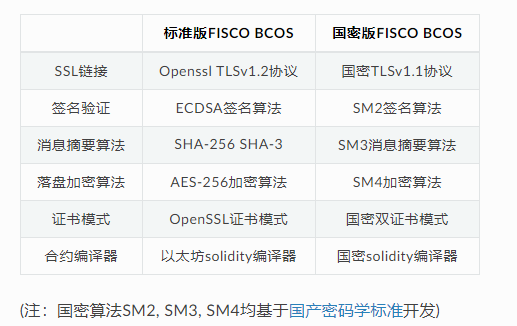 标准版FISCO BCOS 国密版FISCO BCOS
SSL链接 Openssl TLSv1.2协议 国密TLSv1.1协议
签名验证 ECDSA签名算法 SM2签名算法
消息摘要算法 SHA-256 SHA-3 SM3消息摘要算法
落盘加密算法 AES-256加密算法 SM4加密算法
证书模式 OpenSSL证书模式 国密双证书模式
合约编译器 以太坊solidity编译器 国密solidity编译器
(注：国密算法SM2, SM3, SM4均基于国产密码学标准开发)